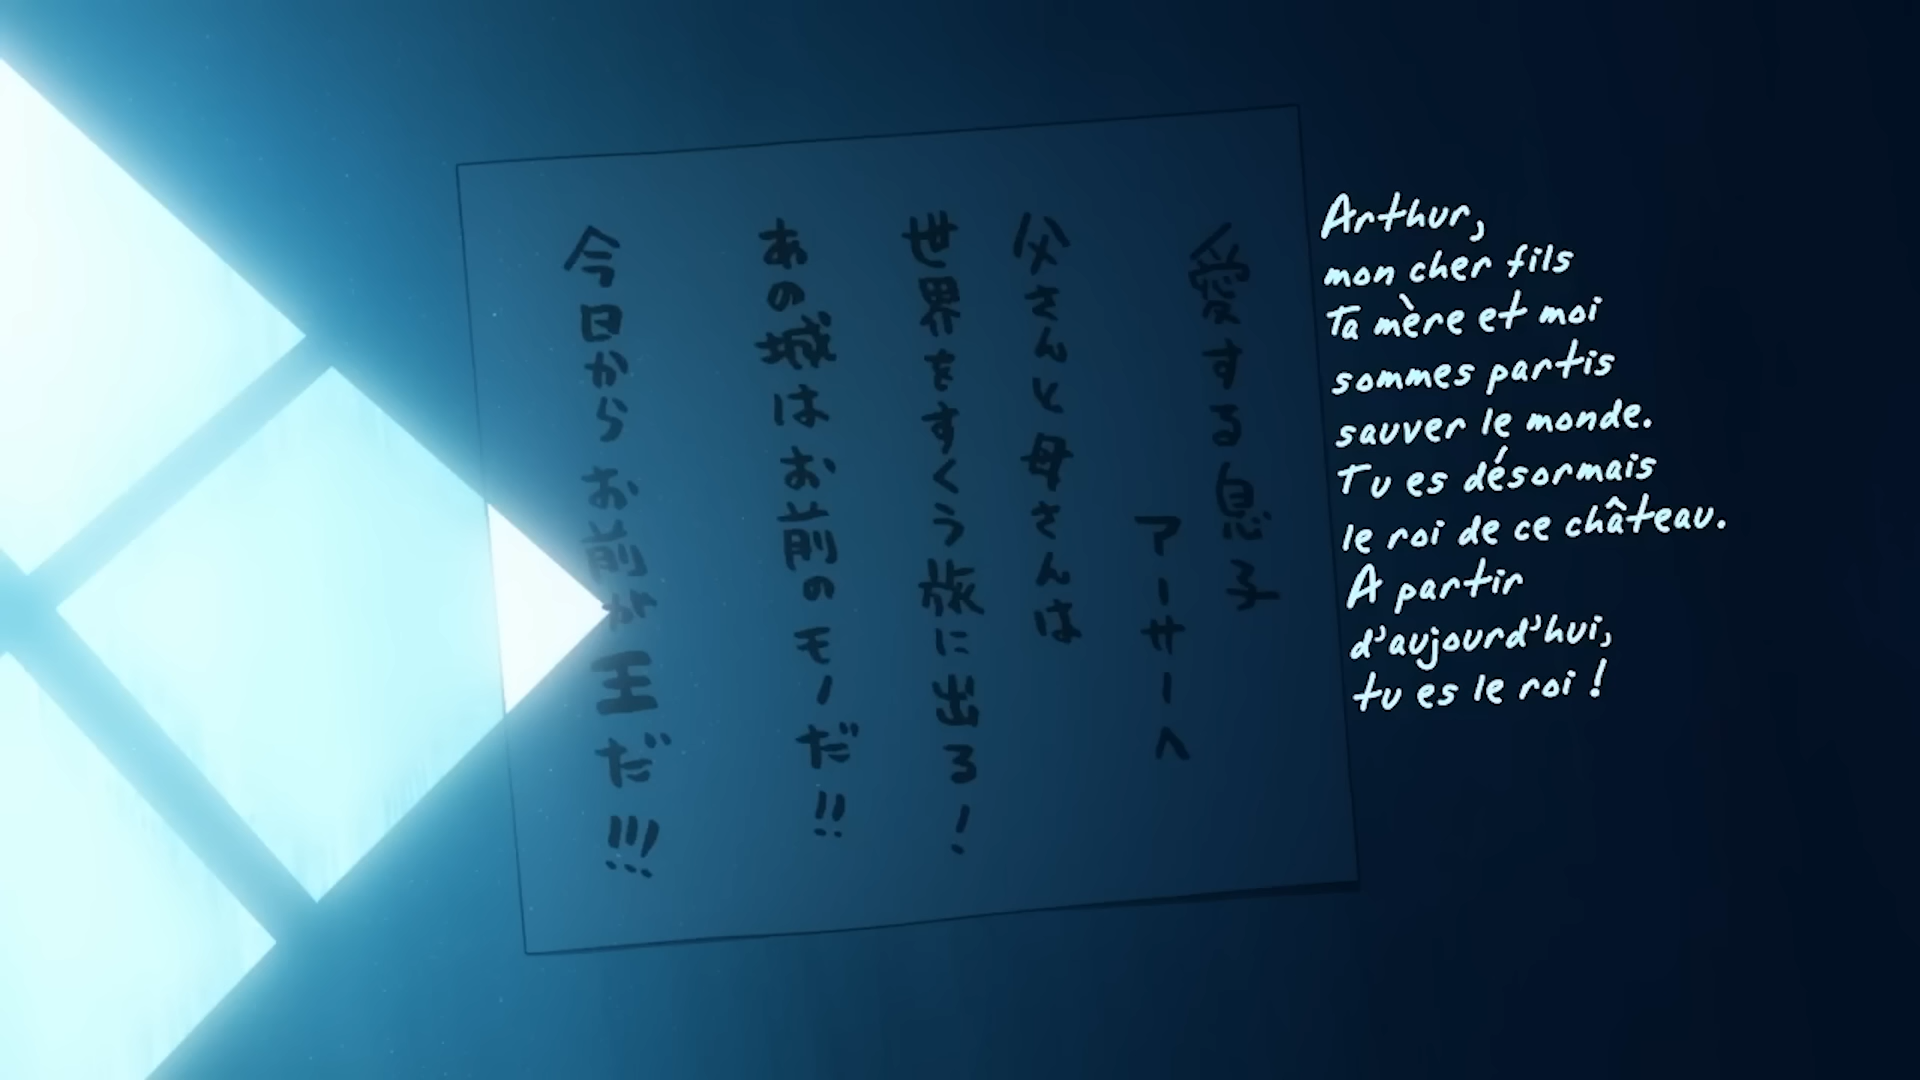 愛する息子
アーサーへ
父さんと母さんは
世界をすくう旅に出る!
あの城はお前のモノだ!!
今日からお前が王だ!!!
Arthur,
mon cher fils
Ta mère et moi
sommes partis
sauver le monde.
Tu es désormais
le roi de ce château.
A partir
d'aujourd'hui,
tu es le roi !